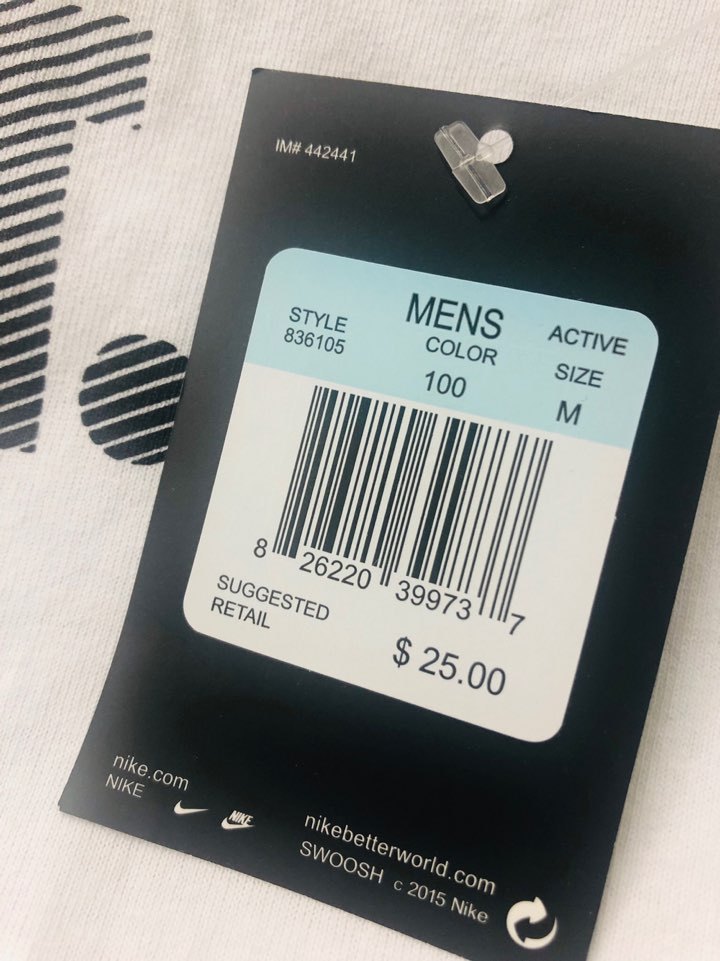 IM# 442441
MENS
STYLE COLOR ACTIVE
836105 100 SIZE
M
8 26220 39973 7
SUGGESTED
RETAIL
$ 25.00
nike.com
NIKE
NIKE
nikebetterworld.com
SWOOSH c 2015 Nike